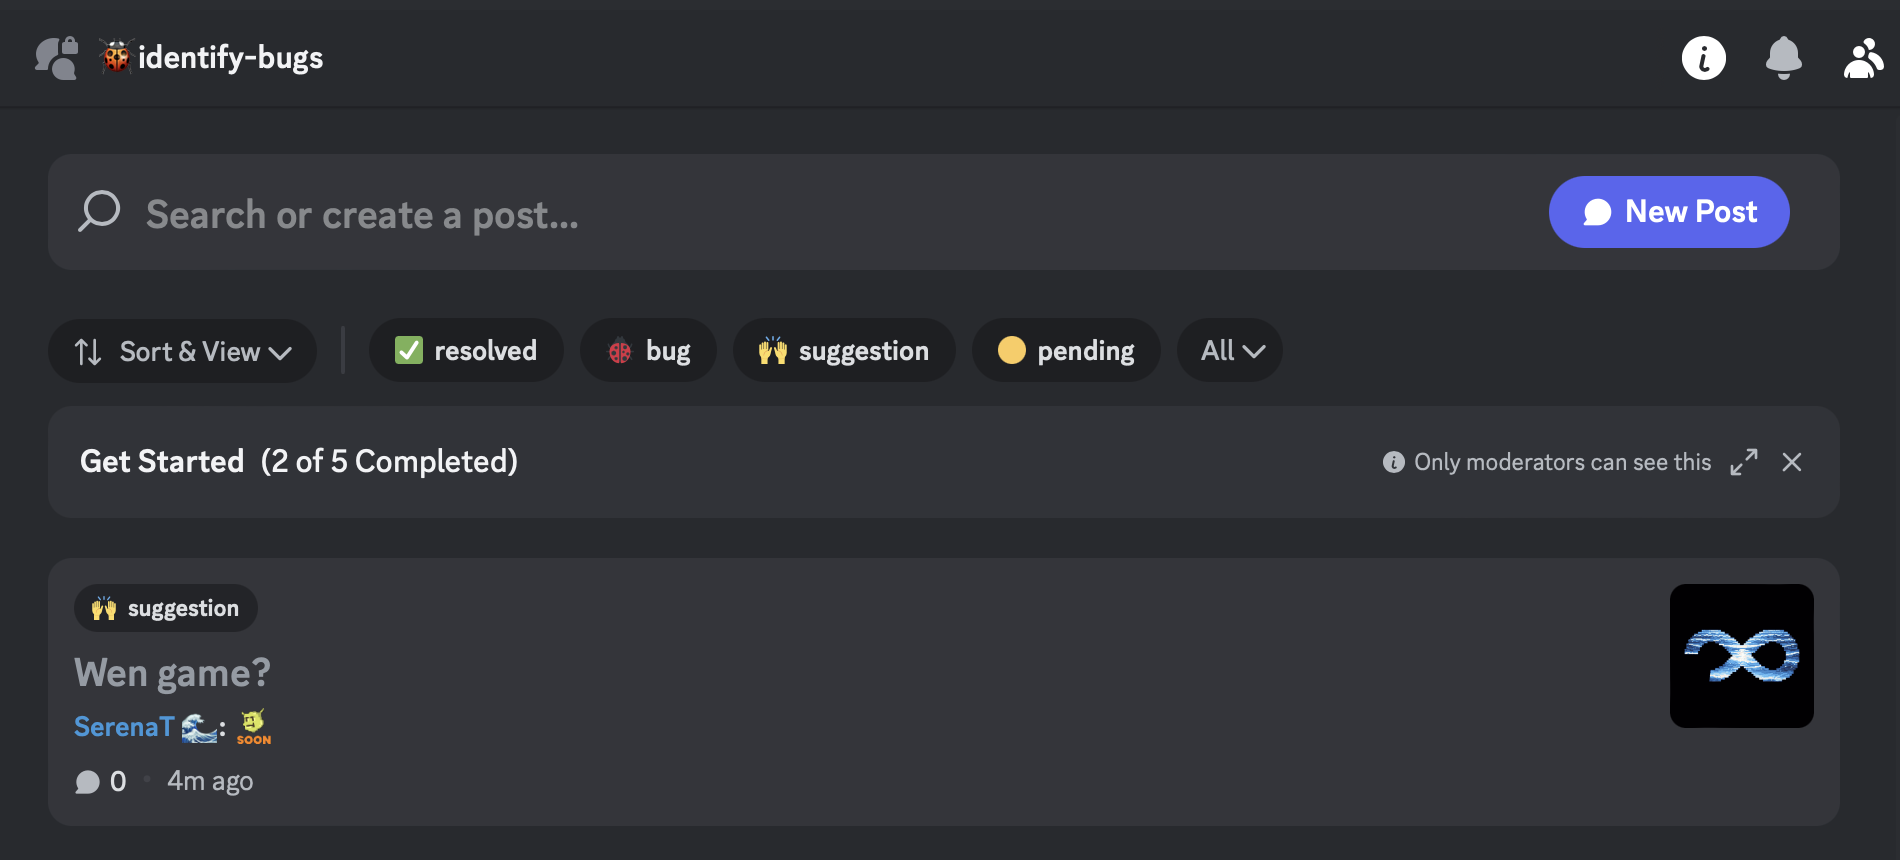 identify-bugs
Search or create a post...
New Post
Sort & View
resolved
bug
suggestion
pending
All
Get Started (2 of 5 Completed)
Only moderators can see this
suggestion
Wen game?
SerenaT : SOON
0 • 4m ago